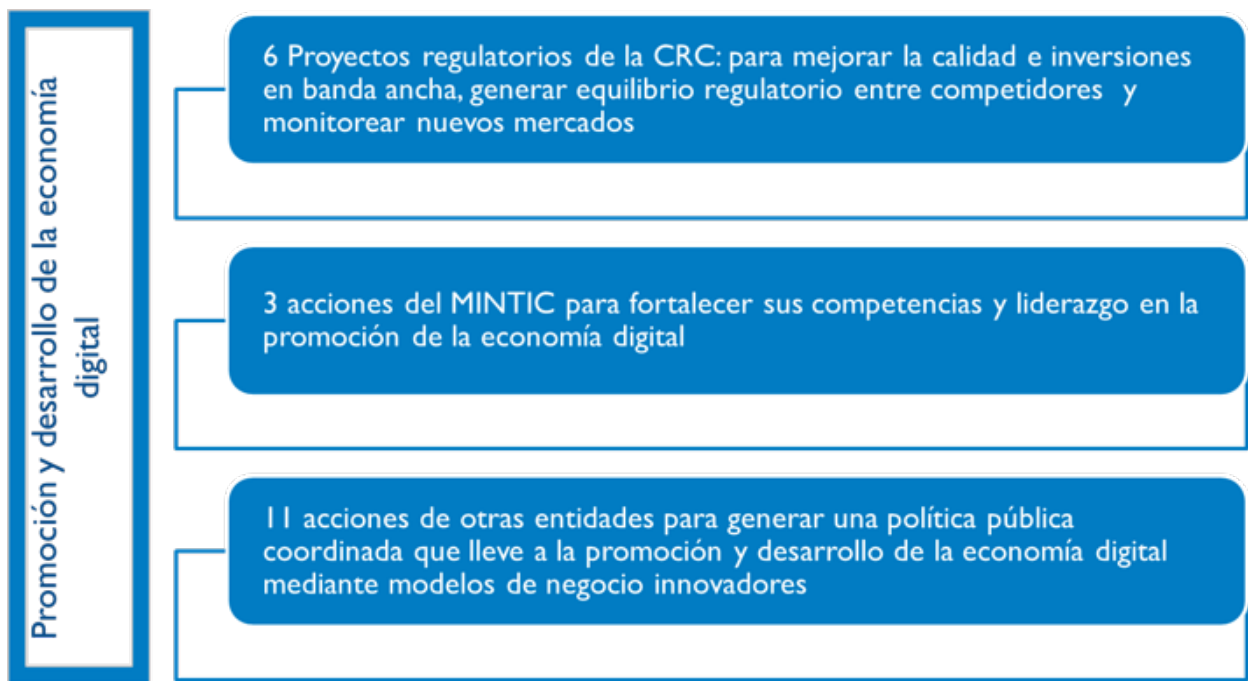 Promoción y desarrollo de la economía
digital
6 Proyectos regulatorios de la CRC: para mejorar la calidad e inversiones
en banda ancha, generar equilibrio regulatorio entre competidores y
monitorear nuevos mercados
3 acciones del MINTIC para fortalecer sus competencias y liderazgo en la
promoción de la economía digital
11 acciones de otras entidades para generar una política pública
coordinada que lleve a la promoción y desarrollo de la economía digital
mediante modelos de negocio innovadores